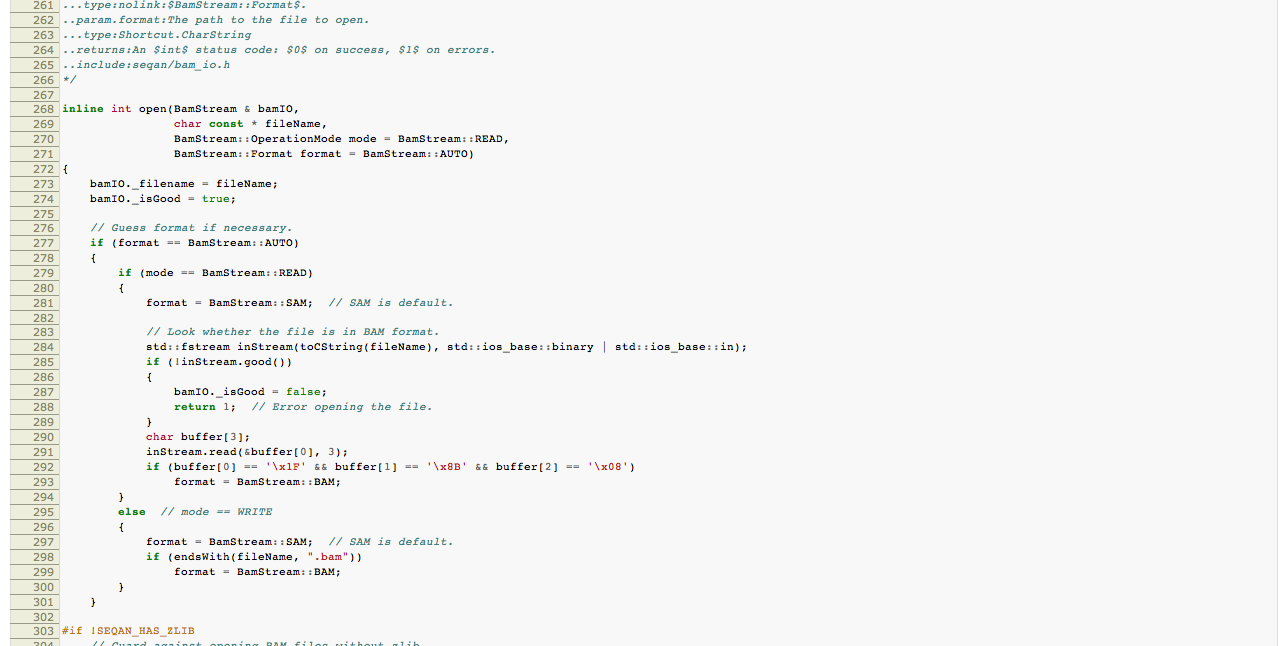 261 ...type:nolink:$BamStream::Format$.
262 ..param.format:The path to the file to open.
263 ...type:Shortcut.CharString
264 ..returns:An $int$ status code: $0$ on success, $1$ on errors.
265 ..include:seqan/bam_io.h
266 */
267
268 inline int open(BamStream & bamIO,
269                 char const * fileName,
270                 BamStream::OperationMode mode = BamStream::READ,
271                 BamStream::Format format = BamStream::AUTO)
272 {
273     bamIO._filename = fileName;
274     bamIO._isGood = true;
275
276     // Guess format if necessary.
277     if (format == BamStream::AUTO)
278     {
279         if (mode == BamStream::READ)
280         {
281             format = BamStream::SAM;  // SAM is default.
282
283             // Look whether the file is in BAM format.
284             std::fstream inStream(toCString(fileName), std::ios_base::binary | std::ios_base::in);
285             if (!inStream.good())
286             {
287                 bamIO._isGood = false;
288                 return 1;  // Error opening the file.
289             }
290             char buffer[3];
291             inStream.read(&buffer[0], 3);
292             if (buffer[0] == '\x1F' && buffer[1] == '\x8B' && buffer[2] == '\x08')
293                 format = BamStream::BAM;
294         }
295         else  // mode == WRITE
296         {
297             format = BamStream::SAM;  // SAM is default.
298             if (endsWith(fileName, ".bam"))
299                 format = BamStream::BAM;
300         }
301     }
302
303 #if !SEQAN_HAS_ZLIB
304     // Guard against opening BAM files without zlib